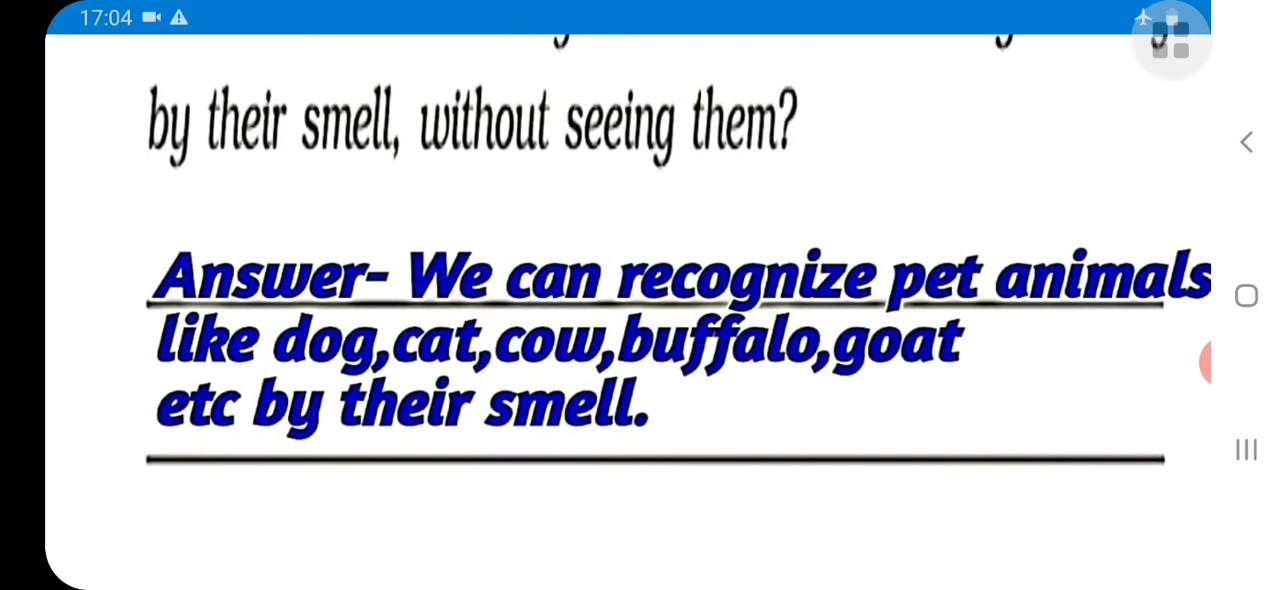 17:04
by their smell, without seeing them?
Answer- We can recognize pet animals
like dog,cat,cow,buffalo,goat
etc by their smell.